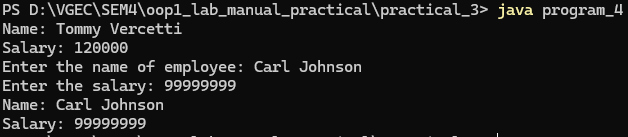 PS D:\VGEC\SEM4\oop1_lab_manual_practical\practical_3> java program_4
Name: Tommy Vercetti
Salary: 120000
Enter the name of employee: Carl Johnson
Enter the salary: 99999999
Name: Carl Johnson
Salary: 99999999